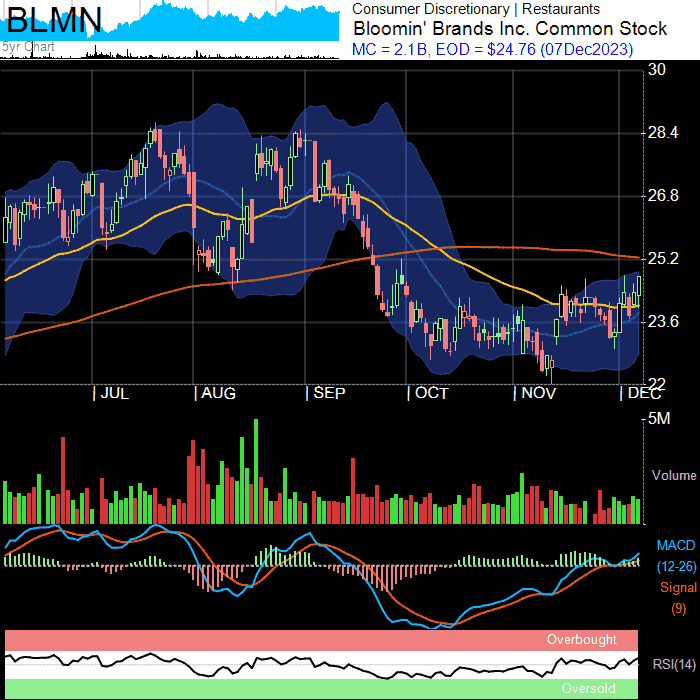 BLMN
5yr Chart
Consumer Discretionary | Restaurants
Bloomin' Brands Inc. Common Stock
MC = 2.1B, EOD = $24.76 (07Dec2023)
30
28.4
26.8
25.2
23.6
22
| JUL | AUG | SEP | OCT | NOV | DEC
5M
Volume
MACD
(12-26)
Signal
(9)
Overbought
RSI(14)
Oversold